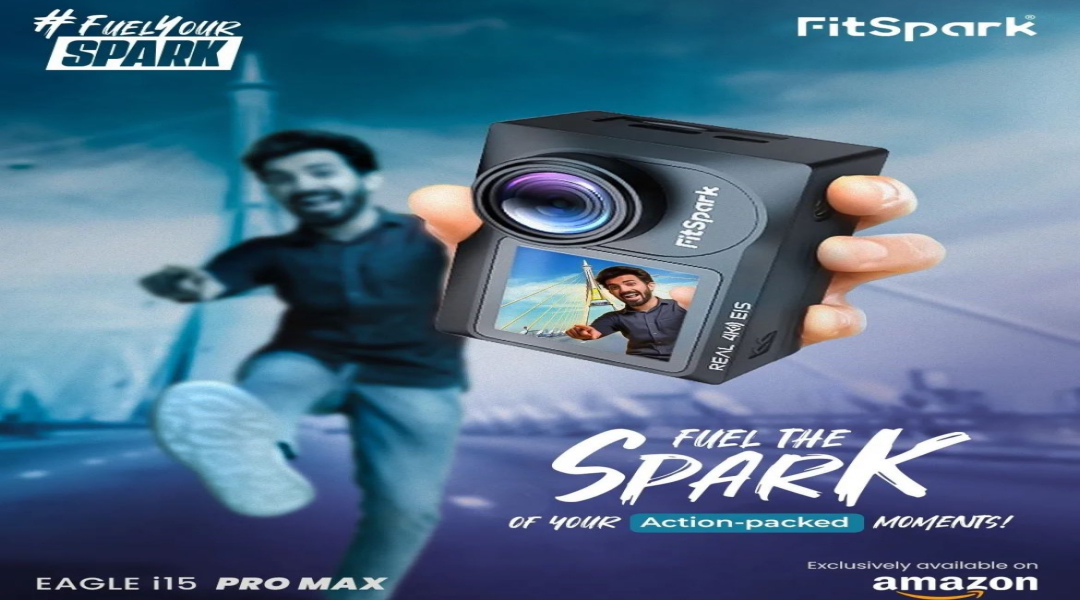 #FUELYOUR
SPARK
FitSpark®
FitSpark
REAL 4K EIS
FUEL THE
SPARK
OF YOUR Action-packed MOMENTS!
EAGLE i15 PRO MAX
Exclusively available on
amazon